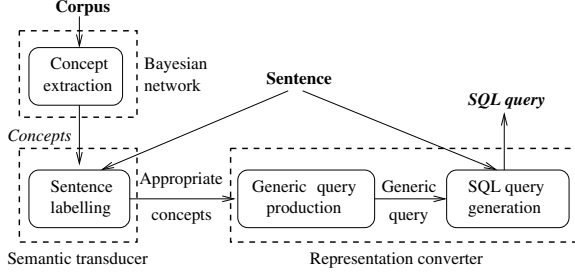 Corpus
Concept
extraction
Bayesian
network
Sentence
SQL query
Concepts
Sentence
labelling
Appropriate
concepts
Generic query
production
Generic
query
SQL query
generation
Semantic transducer
Representation converter